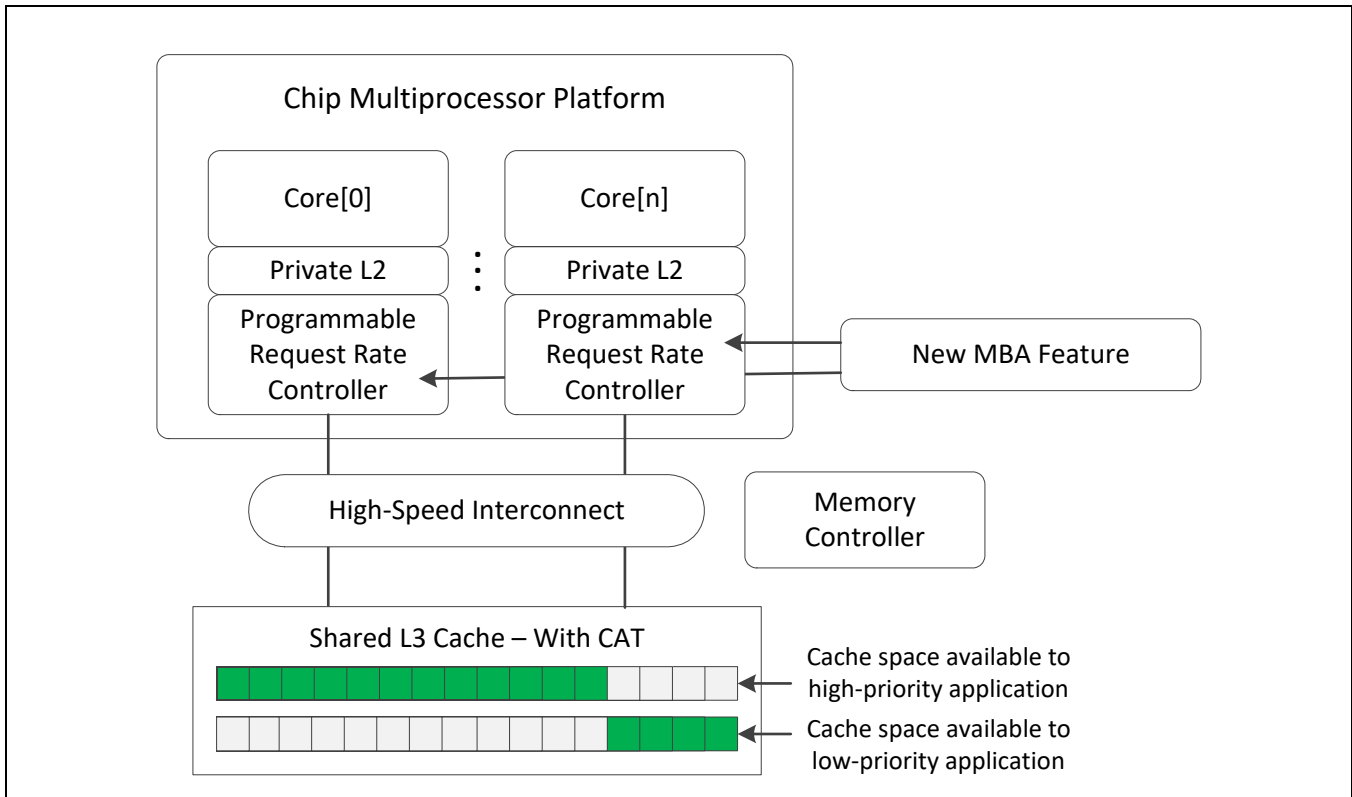 Chip Multiprocessor Platform
Core[0]
Core[n]
Private L2
Private L2
Programmable
Request Rate
Controller
Programmable
Request Rate
Controller
New MBA Feature
High-Speed Interconnect
Memory
Controller
Shared L3 Cache – With CAT
Cache space available to
high-priority application
Cache space available to
low-priority application